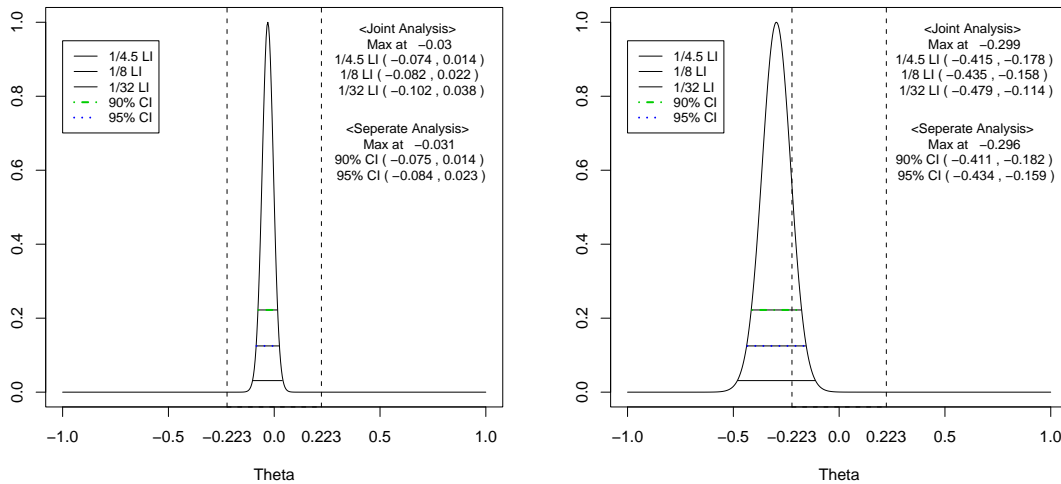 1.0
0.8
0.6
0.4
0.2
0.0
1/4.5 LI
1/8 LI
1/32 LI
90% CI
95% CI
<Joint Analysis>
Max at −0.03
1/4.5 LI ( −0.074 , 0.014 )
1/8 LI ( −0.082 , 0.022 )
1/32 LI ( −0.102 , 0.038 )
<Seperate Analysis>
Max at −0.031
90% CI ( −0.075 , 0.014 )
95% CI ( −0.084 , 0.023 )
−1.0 −0.5 −0.223 0.0 0.223 0.5 1.0
Theta
1.0
0.8
0.6
0.4
0.2
0.0
1/4.5 LI
1/8 LI
1/32 LI
90% CI
95% CI
<Joint Analysis>
Max at −0.299
1/4.5 LI ( −0.415 , −0.178 )
1/8 LI ( −0.435 , −0.158 )
1/32 LI ( −0.479 , −0.114 )
<Seperate Analysis>
Max at −0.296
90% CI ( −0.411 , −0.182 )
95% CI ( −0.434 , −0.159 )
−1.0 −0.5 −0.223 0.0 0.223 0.5 1.0
Theta